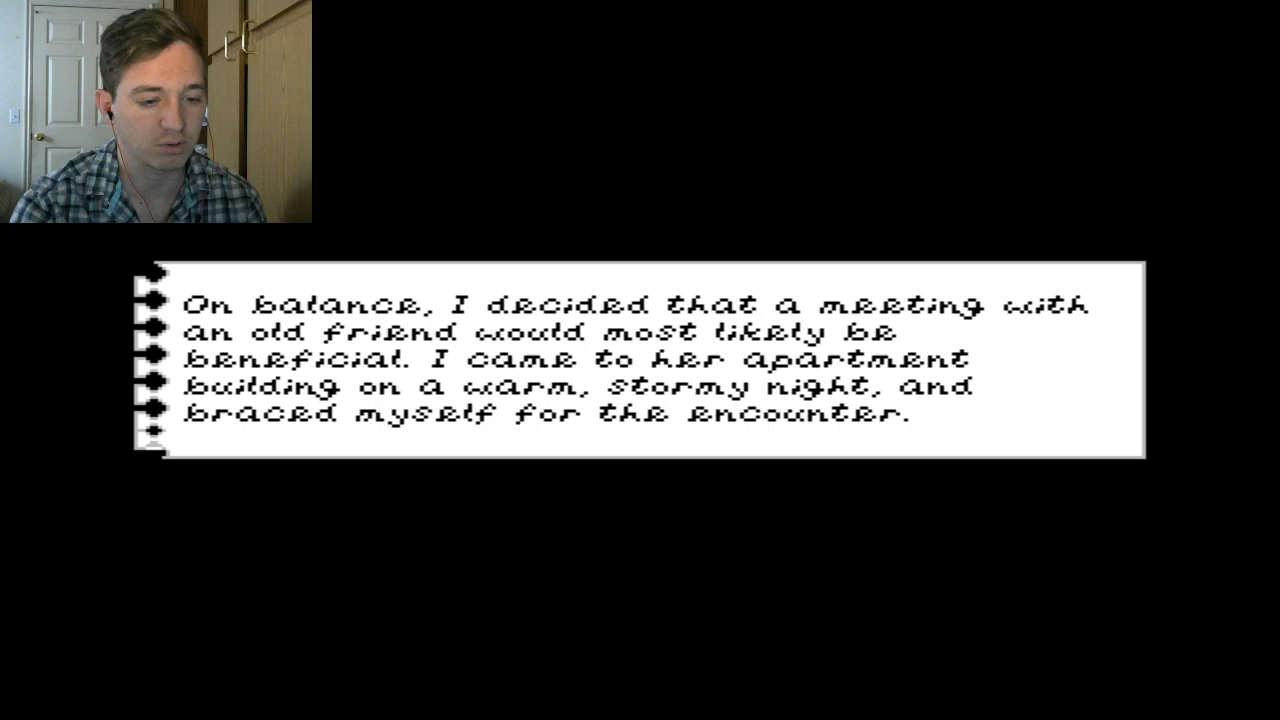 On balance, I decided that a meeting with
an old friend would most likely be
beneficial. I came to her apartment
building on a warm, stormy night, and
braced myself for the encounter.